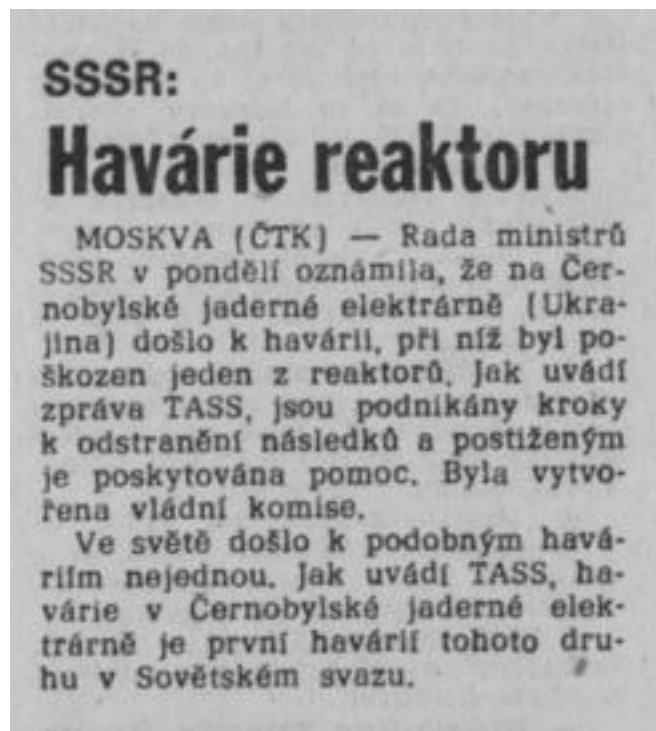 SSSR:
Havárie reaktoru
MOSKVA (ČTK) — Rada ministrů
SSSR v pondělí oznámila, že na Čer-
nobylské jaderné elektrárně (Ukra-
jina) došlo k havárii, při níž byl po-
škozen jeden z reaktorů. Jak uvádí
zpráva TASS, jsou podnikány kroky
k odstranění následků a postiženým
je poskytována pomoc. Byla vytvo-
řena vládní komise.
Ve světě došlo k podobným havá-
riím nejednou. Jak uvádí TASS, ha-
várie v Černobylské jaderné elek-
trárně je první havárií tohoto dru-
hu v Sovětském svazu.